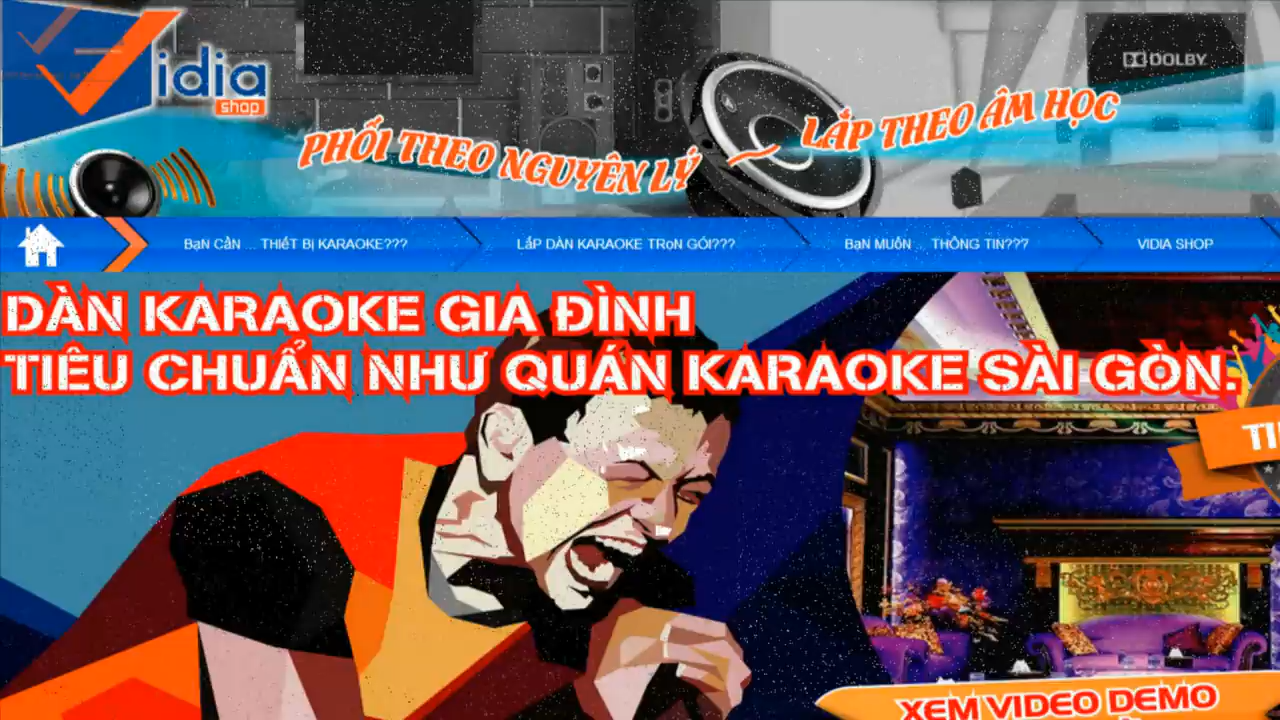 Vidia
shop
DOLBY
PHỐI THEO NGUYÊN LÝ ~ LẮP THEO ÂM HỌC
BạN CầN ... THIếT Bị KARAOKE???
LắP DÀN KARAOKE TRọN GÓI???
BạN MUốN ... THÔNG TIN???
VIDIA SHOP
DÀN KARAOKE GIA ĐÌNH
TIÊU CHUẨN NHƯ QUÁN KARAOKE SÀI GÒN.
XEM VIDEO DEMO